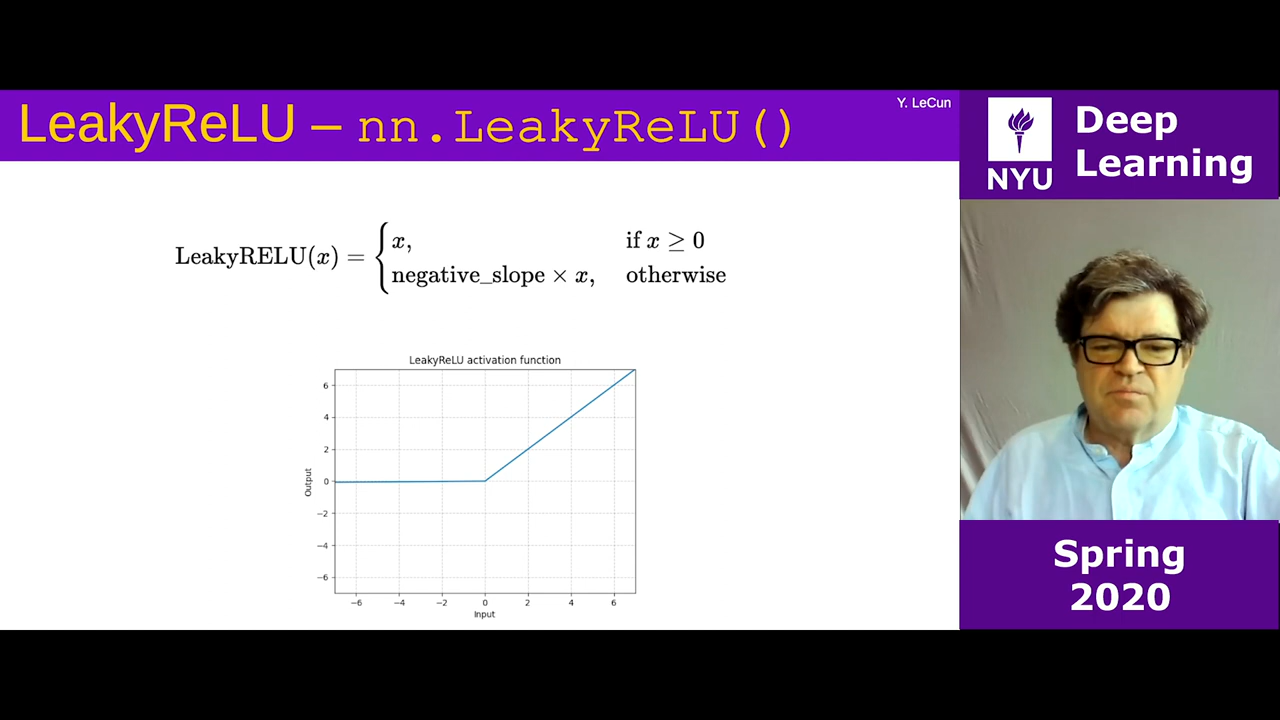 LeakyReLU – nn.LeakyReLU()
Y. LeCun
LeakyRELU(x) = { x, if x ≥ 0
negative_slope × x, otherwise
LeakyReLU activation function
Output
6
4
2
0
−2
−4
−6
−6 −4 −2 0 2 4 6
Input
NYU
Deep
Learning
Spring
2020